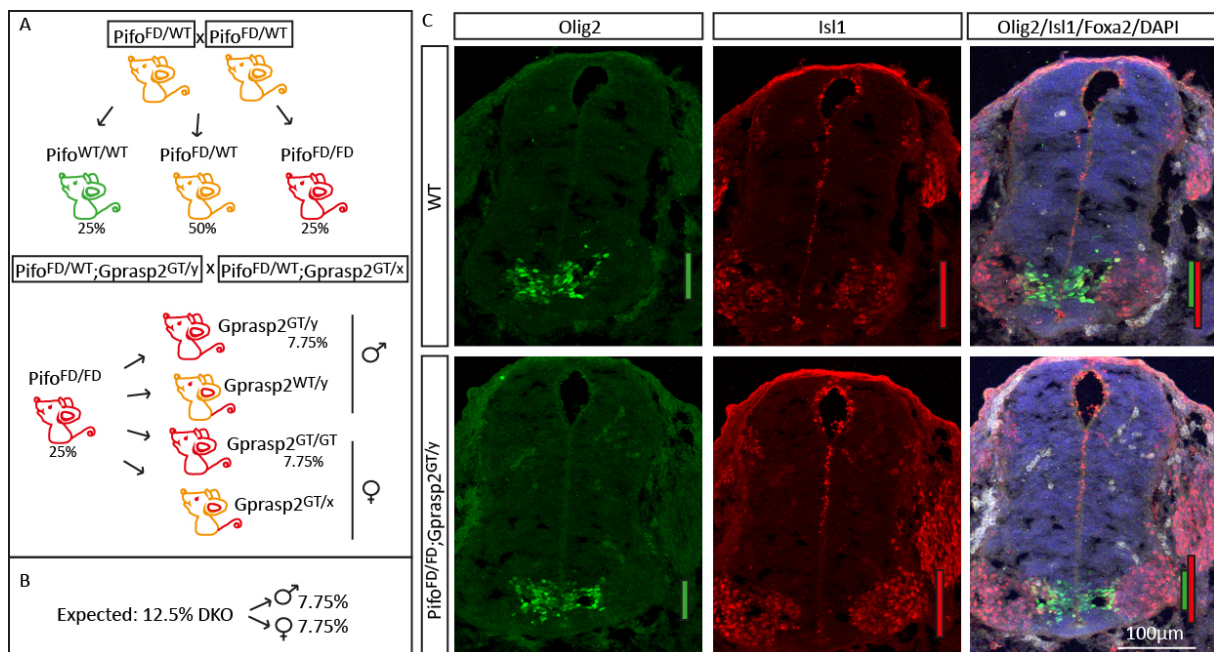 A
Pifo^FD/WT x Pifo^FD/WT
Pifo^WT/WT Pifo^FD/WT Pifo^FD/FD
25% 50% 25%
Pifo^FD/WT;Gprasp2^GT/y x Pifo^FD/WT;Gprasp2^GT/x
Pifo^FD/FD
25%
Gprasp2^GT/y
7.75%
♂
Gprasp2^WT/y
Gprasp2^GT/GT
7.75%
♀
Gprasp2^GT/x
B
Expected: 12.5% DKO
♂ 7.75%
♀ 7.75%
C
Olig2 Isl1 Olig2/Isl1/Foxa2/DAPI
WT
Pifo^FD/FD;Gprasp2^GT/y
100μm